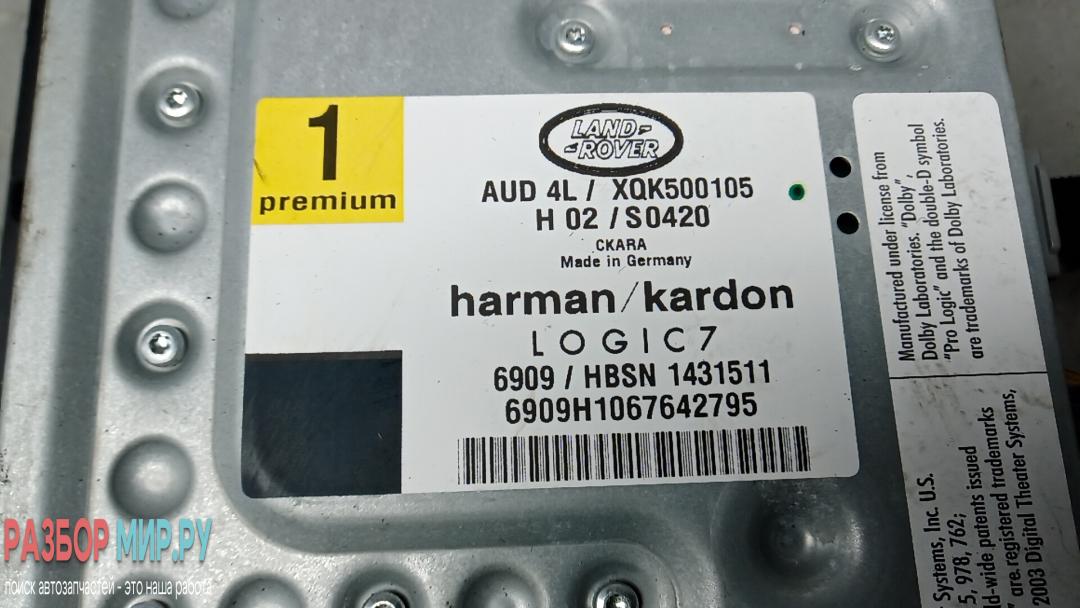 1
premium
LAND-
-ROVER
AUD 4L / XQK500105
H 02 / S0420
CKARA
Made in Germany
harman/kardon
LOGIC7
6909 / HBSN 1431511
6909H1067642795
Manufactured under license from
Dolby Laboratories. "Dolby"
"Pro Logic" and the double-D symbol
are trademarks of Dolby Laboratories.
Systems, Inc. U.S.
5, 978, 762;
d-wide patents issued
registered trademarks
are
2003 Digital Theater Systems,
РАЗБОР МИР.РУ
поиск автозапчастей - это наша работа